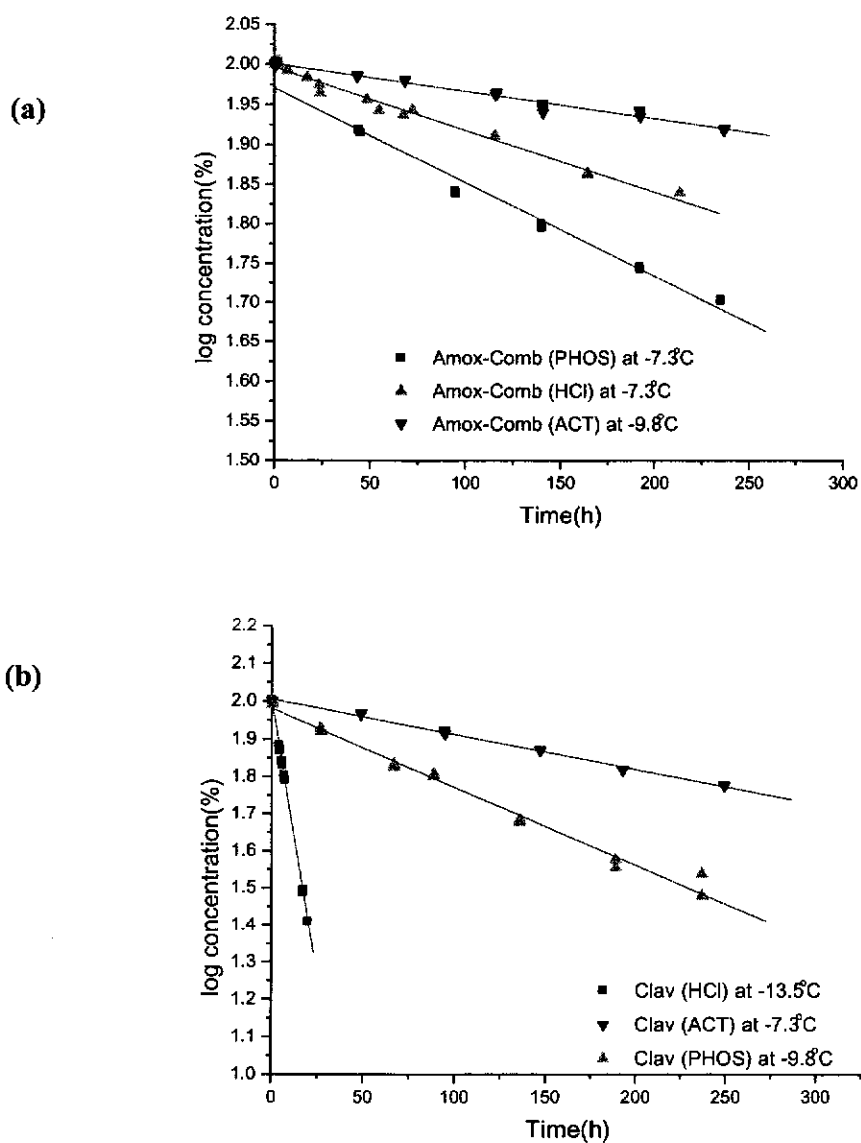 (a)
log concentration(%)
2.05
2.00
1.95
1.90
1.85
1.80
1.75
1.70
1.65
1.60
1.55
1.50
Amox-Comb (PHOS) at -7.3°C
Amox-Comb (HCl) at -7.3°C
Amox-Comb (ACT) at -9.8°C
0 50 100 150 200 250 300
Time(h)
(b)
log concentration(%)
2.2
2.1
2.0
1.9
1.8
1.7
1.6
1.5
1.4
1.3
1.2
1.1
1.0
Clav (HCl) at -13.5°C
Clav (ACT) at -7.3°C
Clav (PHOS) at -9.8°C
0 50 100 150 200 250 300
Time(h)